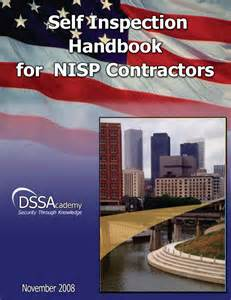 Self Inspection
Handbook
for NISP Contractors
DSSAcademy
Security Through Knowledge
November 2008